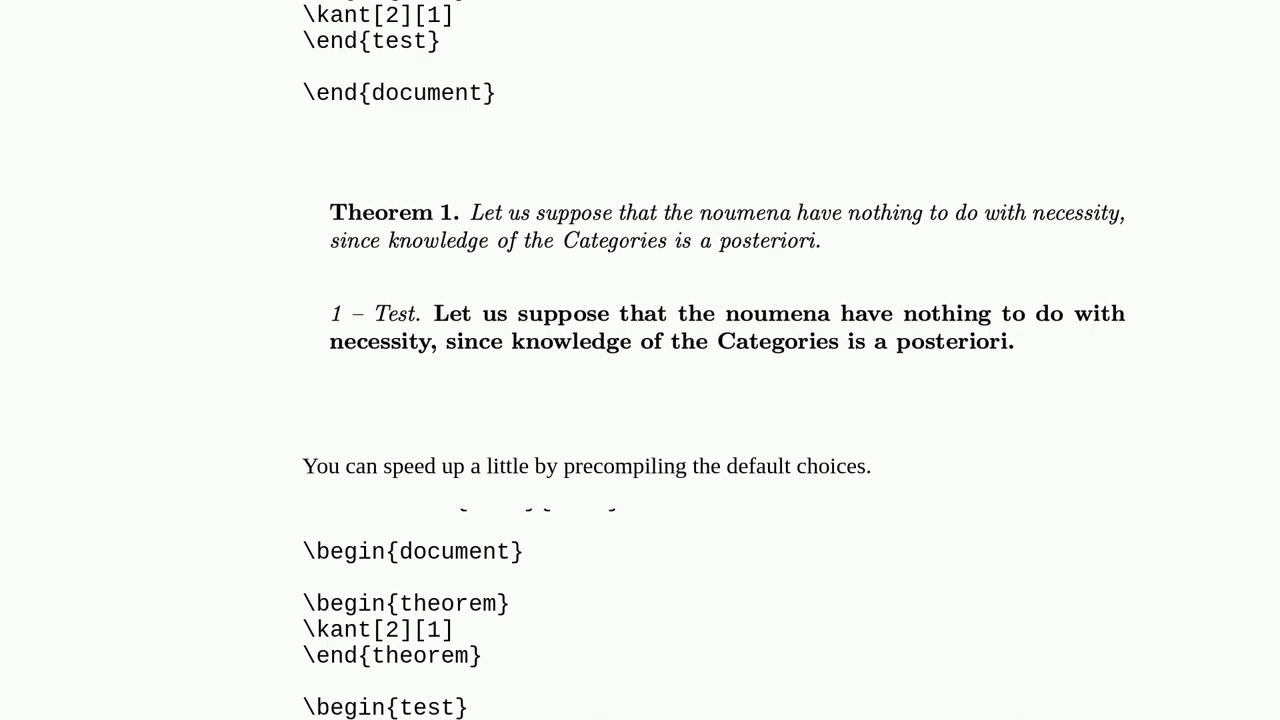 \kant[2][1]
\end{test}
\end{document}
Theorem 1. Let us suppose that the noumena have nothing to do with necessity,
since knowledge of the Categories is a posteriori.
1 – Test. Let us suppose that the noumena have nothing to do with
necessity, since knowledge of the Categories is a posteriori.
You can speed up a little by precompiling the default choices.
\begin{document}
\begin{theorem}
\kant[2][1]
\end{theorem}
\begin{test}